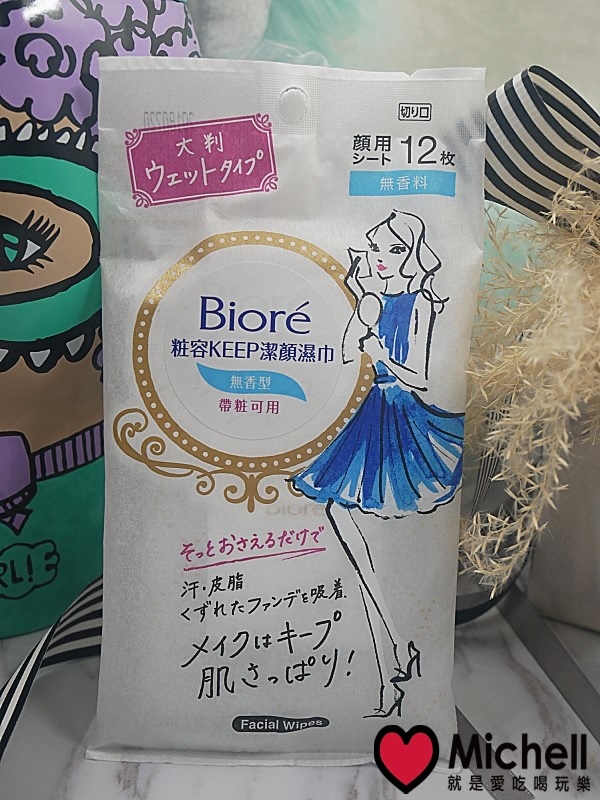 切り口
大判
ウェットタイプ
顔用
シート
12枚
無香料
Bioré
粧容KEEP潔顏濕巾
無香型
帶粧可用
そっとおさえるだけで
汗・皮脂
くずれたファンデを吸着、
メイクはキープ
肌さっぱり!
Facial Wipes
RL!
Michell
就是愛吃喝玩樂